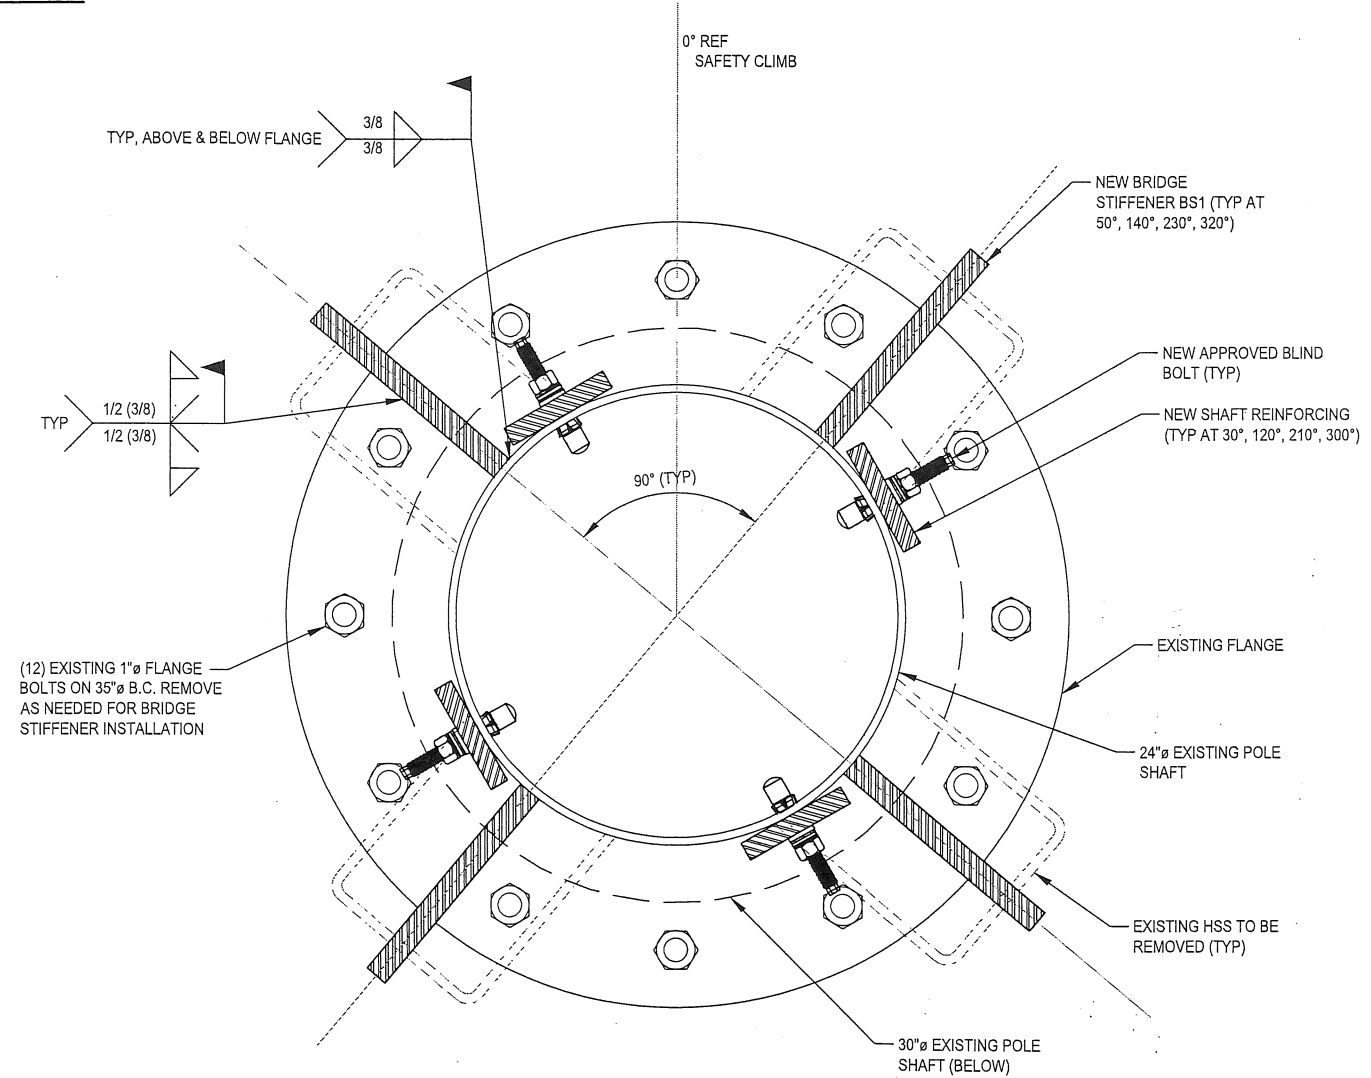 0° REF
SAFETY CLIMB
3/8
TYP, ABOVE & BELOW FLANGE
3/8
NEW BRIDGE
STIFFENER BS1 (TYP AT
50°, 140°, 230°, 320°)
NEW APPROVED BLIND
BOLT (TYP)
1/2 (3/8)
TYP
1/2 (3/8)
NEW SHAFT REINFORCING
(TYP AT 30°, 120°, 210°, 300°)
90° (TYP)
EXISTING FLANGE
(12) EXISTING 1"ø FLANGE
BOLTS ON 35"ø B.C. REMOVE
AS NEEDED FOR BRIDGE
STIFFENER INSTALLATION
24"ø EXISTING POLE
SHAFT
EXISTING HSS TO BE
REMOVED (TYP)
30"ø EXISTING POLE
SHAFT (BELOW)